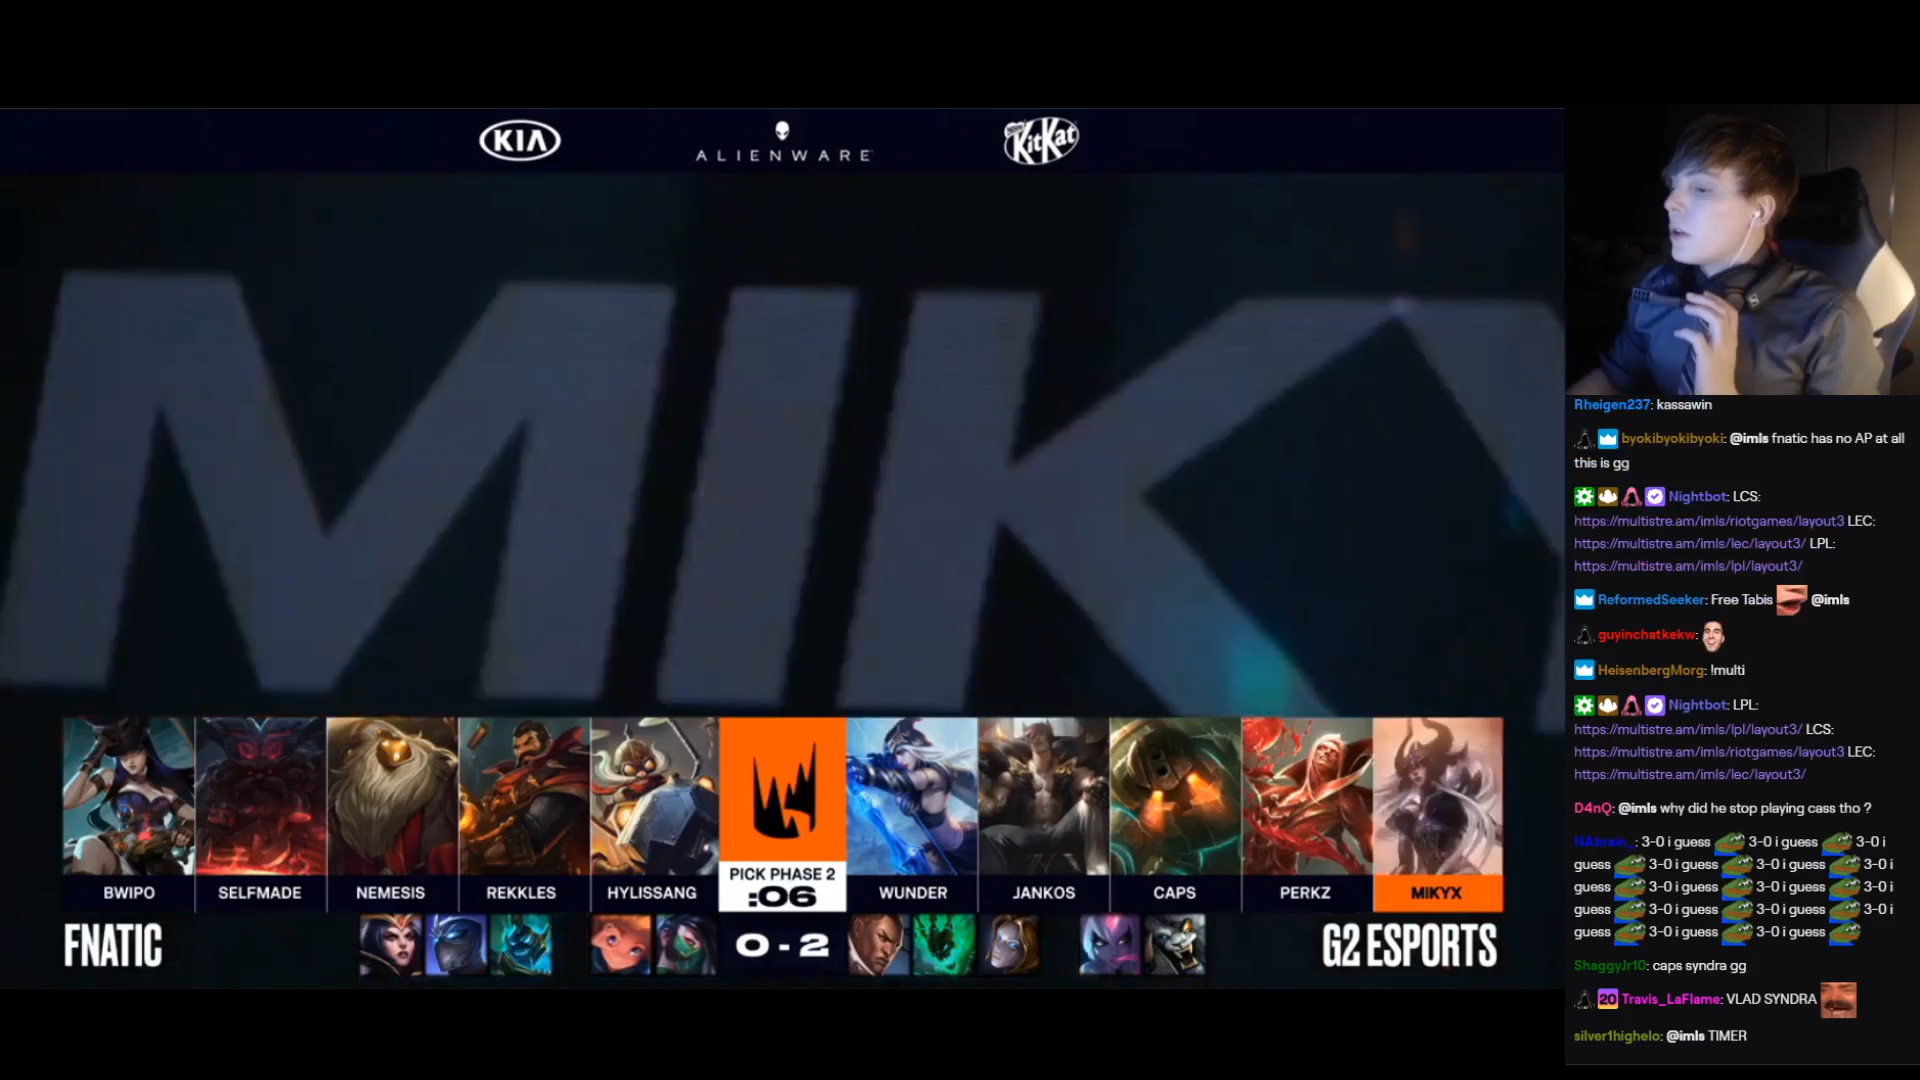 KIA
ALIENWARE
Nestlé KitKat
MIKY
BWIPO
SELFMADE
NEMESIS
REKKLES
HYLISSANG
PICK PHASE 2
:06
WUNDER
JANKOS
CAPS
PERKZ
MIKYX
FNATIC
0 - 2
G2 ESPORTS
Rheigen237: kassawin
byokibyokibyoki: @imls fnatic has no AP at all
this is gg
Nightbot: LCS:
https://multistre.am/imls/riotgames/layout3 LEC:
https://multistre.am/imls/lec/layout3/ LPL:
https://multistre.am/imls/lpl/layout3/
ReformedSeeker: Free Tabis @imls
guyinchatkekw:
HeisenbergMorg: !multi
Nightbot: LPL:
https://multistre.am/imls/lpl/layout3/ LCS:
https://multistre.am/imls/riotgames/layout3 LEC:
https://multistre.am/imls/lec/layout3/
D4nQ: @imls why did he stop playing cass tho ?
NAbrain_: 3-0 i guess 3-0 i guess 3-0 i
guess 3-0 i guess 3-0 i guess 3-0 i
guess 3-0 i guess 3-0 i guess 3-0 i
guess 3-0 i guess 3-0 i guess 3-0 i
guess 3-0 i guess 3-0 i guess
ShaggyJr10: caps syndra gg
20 Travis_LaFlame: VLAD SYNDRA
silver1highelo: @imls TIMER